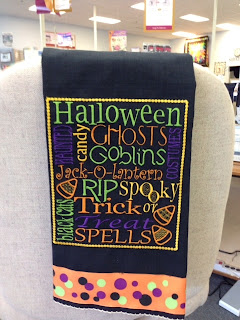 Halloween
HAUNTED
candy
GHOSTS
Goblins
COSTUMES
Jack-O-lantern
RIP spooky
black cats
Trick or
Treat
SPELLS